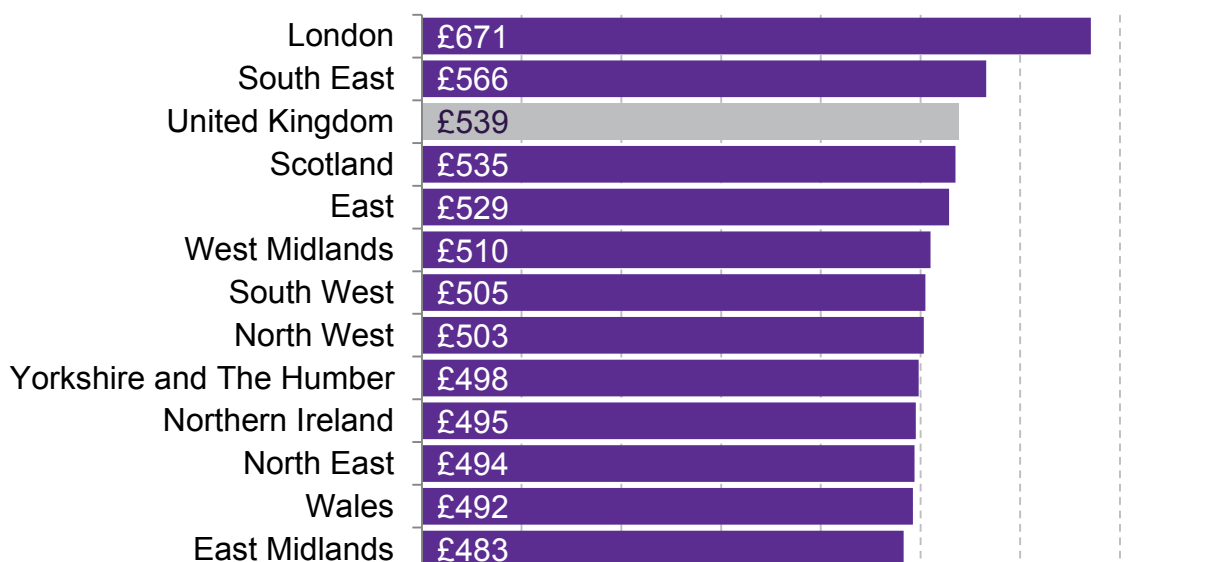 London £671
South East £566
United Kingdom £539
Scotland £535
East £529
West Midlands £510
South West £505
North West £503
Yorkshire and The Humber £498
Northern Ireland £495
North East £494
Wales £492
East Midlands £483